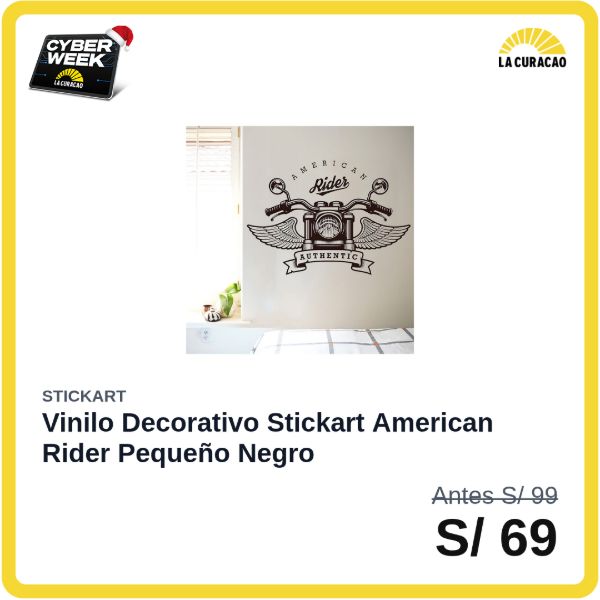 CYBER
WEEK
LA CURACAO
LA CURACAO
AMERICAN
Rider
AUTHENTIC
STICKART
Vinilo Decorativo Stickart American
Rider Pequeño Negro
Antes S/ 99
S/ 69